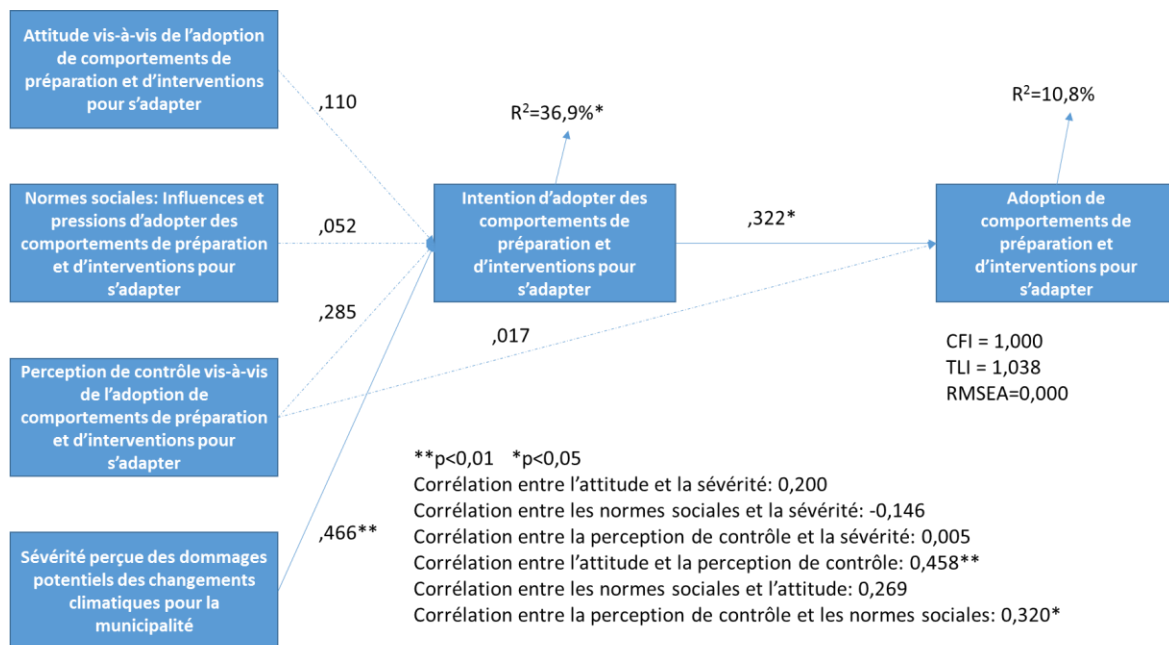 Attitude vis-à-vis de l'adoption
de comportements de
préparation et d'interventions
pour s'adapter
,110
R²=36,9%*
R²=10,8%
Normes sociales: Influences et
pressions d'adopter des
comportements de préparation
et d'interventions pour
s'adapter
,052
Intention d'adopter des
comportements de
préparation et
d'interventions pour
s'adapter
,322*
Adoption de
comportements de
préparation et
d'interventions pour
s'adapter
,285
,017
Perception de contrôle vis-à-vis
de l'adoption de
comportements de préparation
et d'interventions pour
s'adapter
CFI = 1,000
TLI = 1,038
RMSEA=0,000
,466**
Sévérité perçue des dommages
potentiels des changements
climatiques pour la
municipalité
**p<0,01 *p<0,05
Corrélation entre l'attitude et la sévérité: 0,200
Corrélation entre les normes sociales et la sévérité: -0,146
Corrélation entre la perception de contrôle et la sévérité: 0,005
Corrélation entre l'attitude et la perception de contrôle: 0,458**
Corrélation entre les normes sociales et l'attitude: 0,269
Corrélation entre la perception de contrôle et les normes sociales: 0,320*